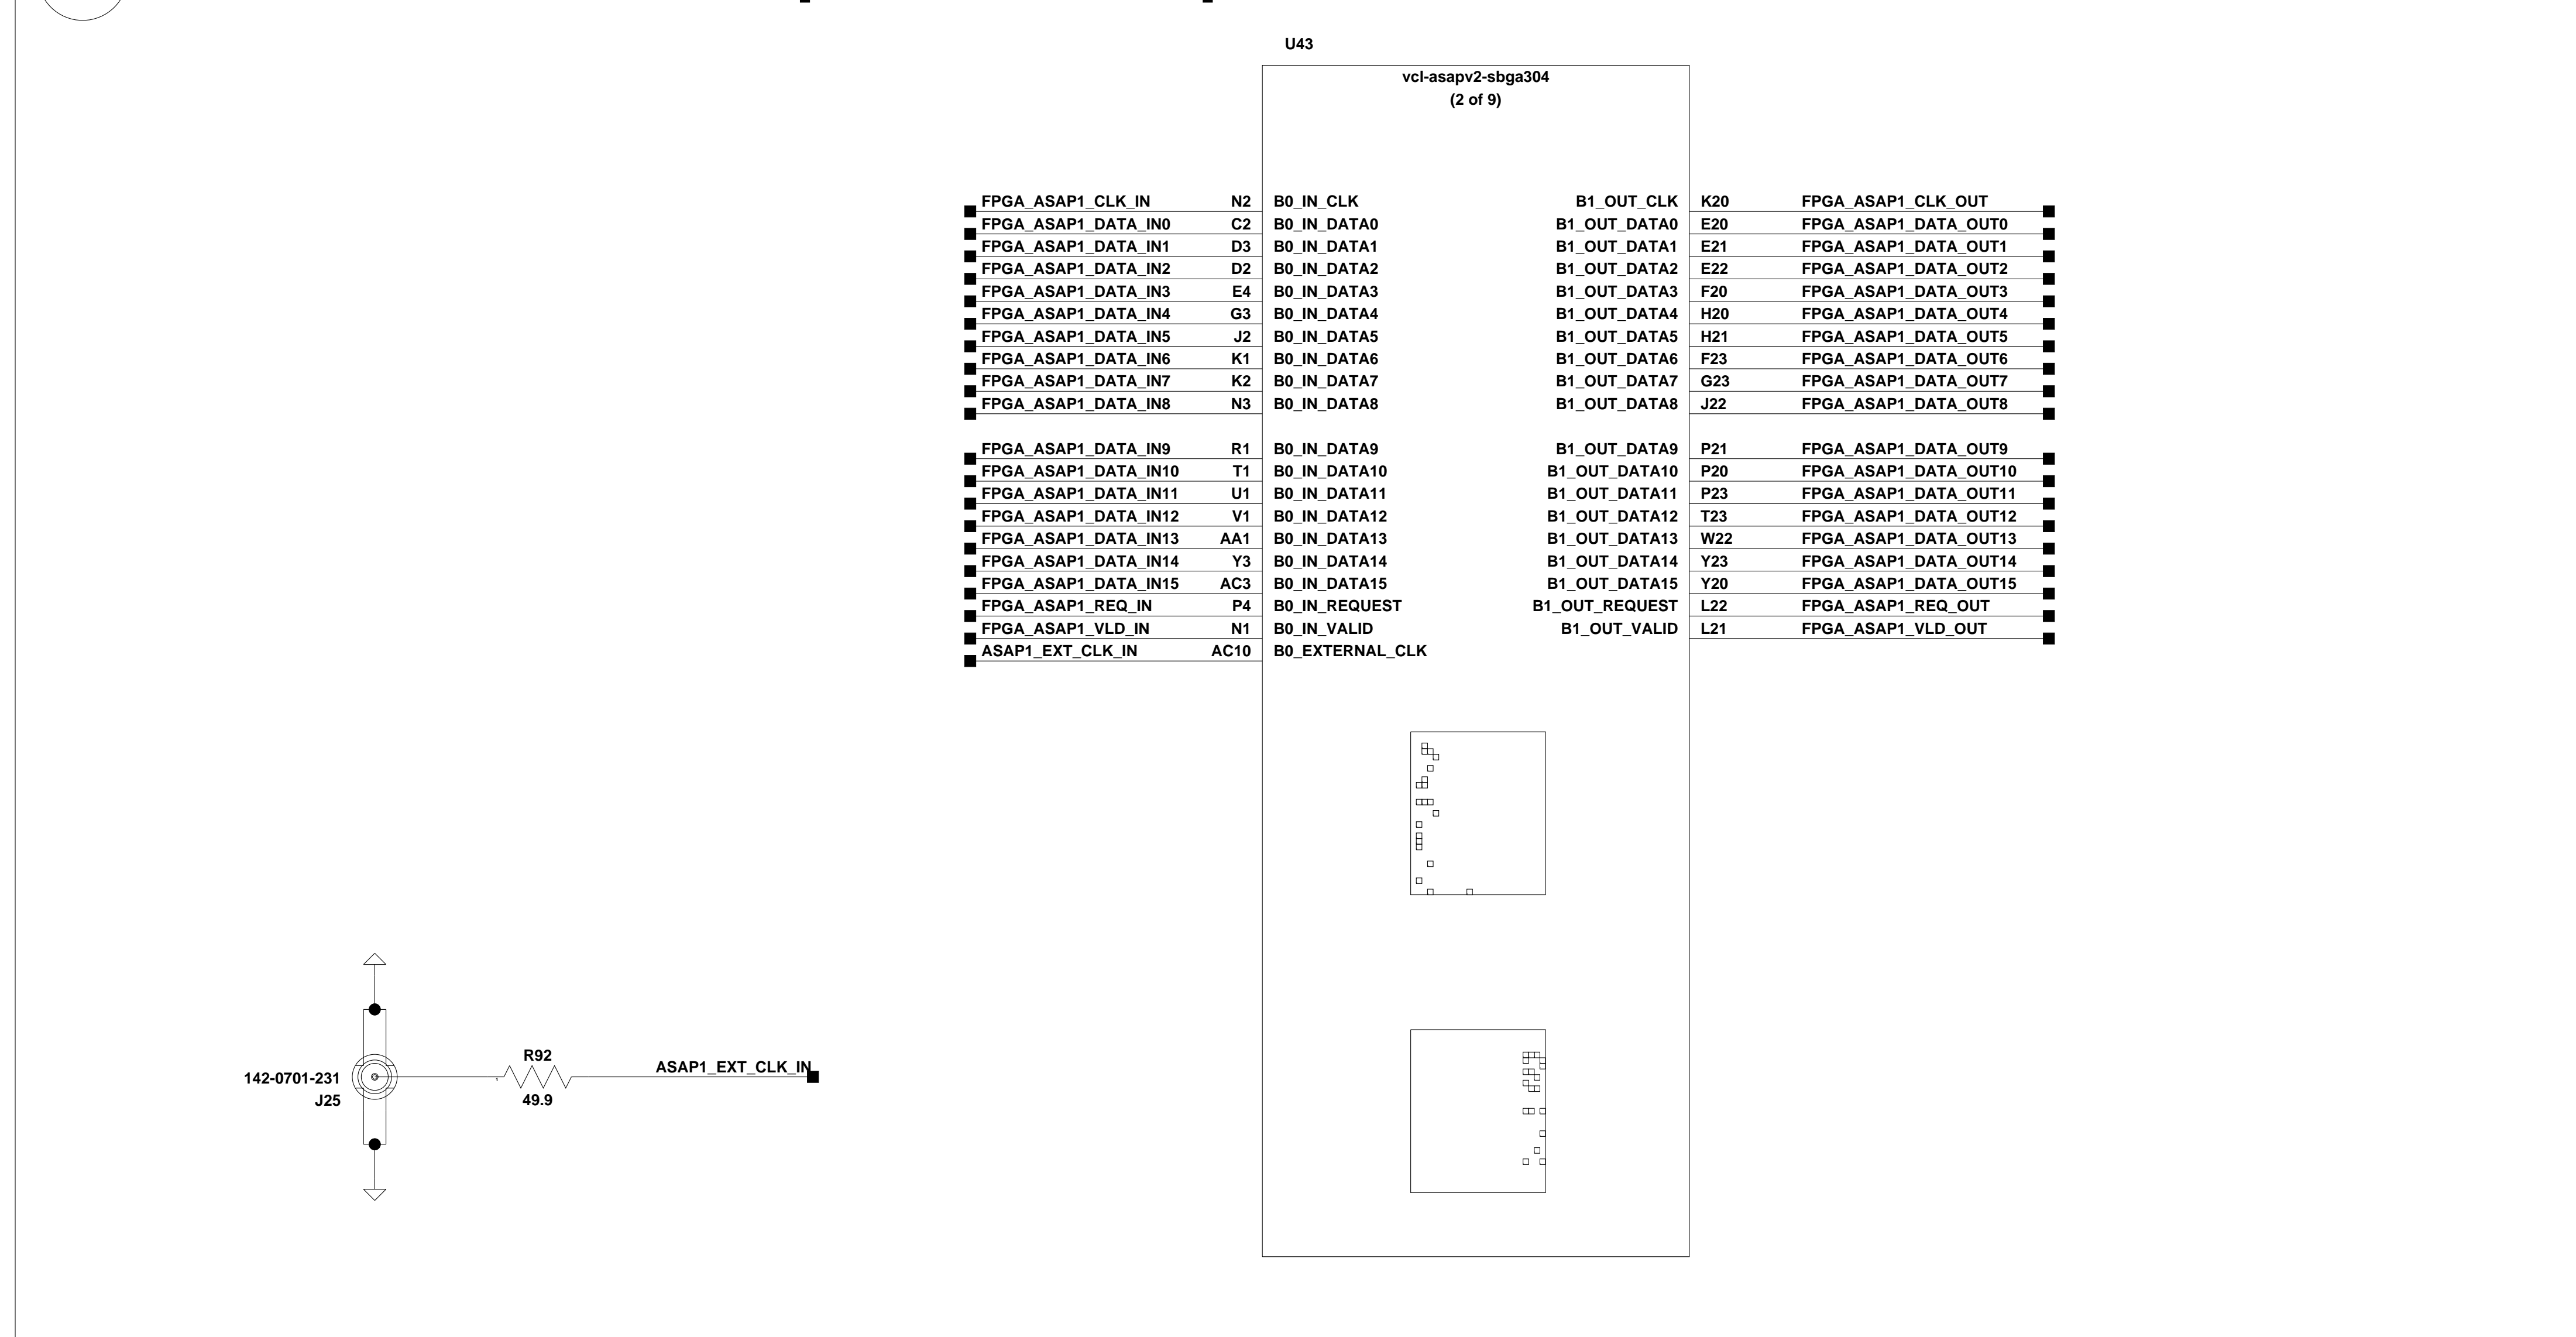 U43
vcl-asapv2-sbga304
(2 of 9)
FPGA_ASAP1_CLK_IN N2 B0_IN_CLK B1_OUT_CLK K20 FPGA_ASAP1_CLK_OUT
FPGA_ASAP1_DATA_IN0 C2 B0_IN_DATA0 B1_OUT_DATA0 E20 FPGA_ASAP1_DATA_OUT0
FPGA_ASAP1_DATA_IN1 D3 B0_IN_DATA1 B1_OUT_DATA1 E21 FPGA_ASAP1_DATA_OUT1
FPGA_ASAP1_DATA_IN2 D2 B0_IN_DATA2 B1_OUT_DATA2 E22 FPGA_ASAP1_DATA_OUT2
FPGA_ASAP1_DATA_IN3 E4 B0_IN_DATA3 B1_OUT_DATA3 F20 FPGA_ASAP1_DATA_OUT3
FPGA_ASAP1_DATA_IN4 G3 B0_IN_DATA4 B1_OUT_DATA4 H20 FPGA_ASAP1_DATA_OUT4
FPGA_ASAP1_DATA_IN5 J2 B0_IN_DATA5 B1_OUT_DATA5 H21 FPGA_ASAP1_DATA_OUT5
FPGA_ASAP1_DATA_IN6 K1 B0_IN_DATA6 B1_OUT_DATA6 F23 FPGA_ASAP1_DATA_OUT6
FPGA_ASAP1_DATA_IN7 K2 B0_IN_DATA7 B1_OUT_DATA7 G23 FPGA_ASAP1_DATA_OUT7
FPGA_ASAP1_DATA_IN8 N3 B0_IN_DATA8 B1_OUT_DATA8 J22 FPGA_ASAP1_DATA_OUT8
FPGA_ASAP1_DATA_IN9 R1 B0_IN_DATA9 B1_OUT_DATA9 P21 FPGA_ASAP1_DATA_OUT9
FPGA_ASAP1_DATA_IN10 T1 B0_IN_DATA10 B1_OUT_DATA10 P20 FPGA_ASAP1_DATA_OUT10
FPGA_ASAP1_DATA_IN11 U1 B0_IN_DATA11 B1_OUT_DATA11 P23 FPGA_ASAP1_DATA_OUT11
FPGA_ASAP1_DATA_IN12 V1 B0_IN_DATA12 B1_OUT_DATA12 T23 FPGA_ASAP1_DATA_OUT12
FPGA_ASAP1_DATA_IN13 AA1 B0_IN_DATA13 B1_OUT_DATA13 W22 FPGA_ASAP1_DATA_OUT13
FPGA_ASAP1_DATA_IN14 Y3 B0_IN_DATA14 B1_OUT_DATA14 Y23 FPGA_ASAP1_DATA_OUT14
FPGA_ASAP1_DATA_IN15 AC3 B0_IN_DATA15 B1_OUT_DATA15 Y20 FPGA_ASAP1_DATA_OUT15
FPGA_ASAP1_REQ_IN P4 B0_IN_REQUEST B1_OUT_REQUEST L22 FPGA_ASAP1_REQ_OUT
FPGA_ASAP1_VLD_IN N1 B0_IN_VALID B1_OUT_VALID L21 FPGA_ASAP1_VLD_OUT
ASAP1_EXT_CLK_IN AC10 B0_EXTERNAL_CLK
R92
ASAP1_EXT_CLK_IN
142-0701-231
J25
49.9